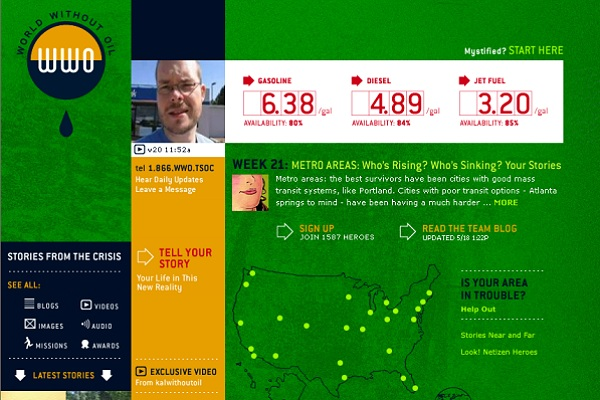 WORLD WITHOUT OIL
WWO
Mystified? START HERE
GASOLINE
6.38 /gal
AVAILABILITY: 80%
DIESEL
4.89 /gal
AVAILABILITY: 84%
JET FUEL
3.20 /gal
AVAILABILITY: 85%
v20 11:52a
tel 1.866.WWO.TSOC
Hear Daily Updates
Leave a Message
WEEK 21: METRO AREAS: Who's Rising? Who's Sinking? Your Stories
Metro areas: the best survivors have been cities with good mass
transit systems, like Portland. Cities with poor transit options - Atlanta
springs to mind - have been having a much harder ... MORE
SIGN UP
JOIN 1587 HEROES
READ THE TEAM BLOG
UPDATED 5/18 1:22P
STORIES FROM THE CRISIS
SEE ALL:
BLOGS
VIDEOS
IMAGES
AUDIO
MISSIONS
AWARDS
LATEST STORIES
TELL YOUR
STORY
Your Life in This
New Reality
EXCLUSIVE VIDEO
From kalwithoutoil
IS YOUR AREA
IN TROUBLE?
Help Out
Stories Near and Far
Look! Netizen Heroes